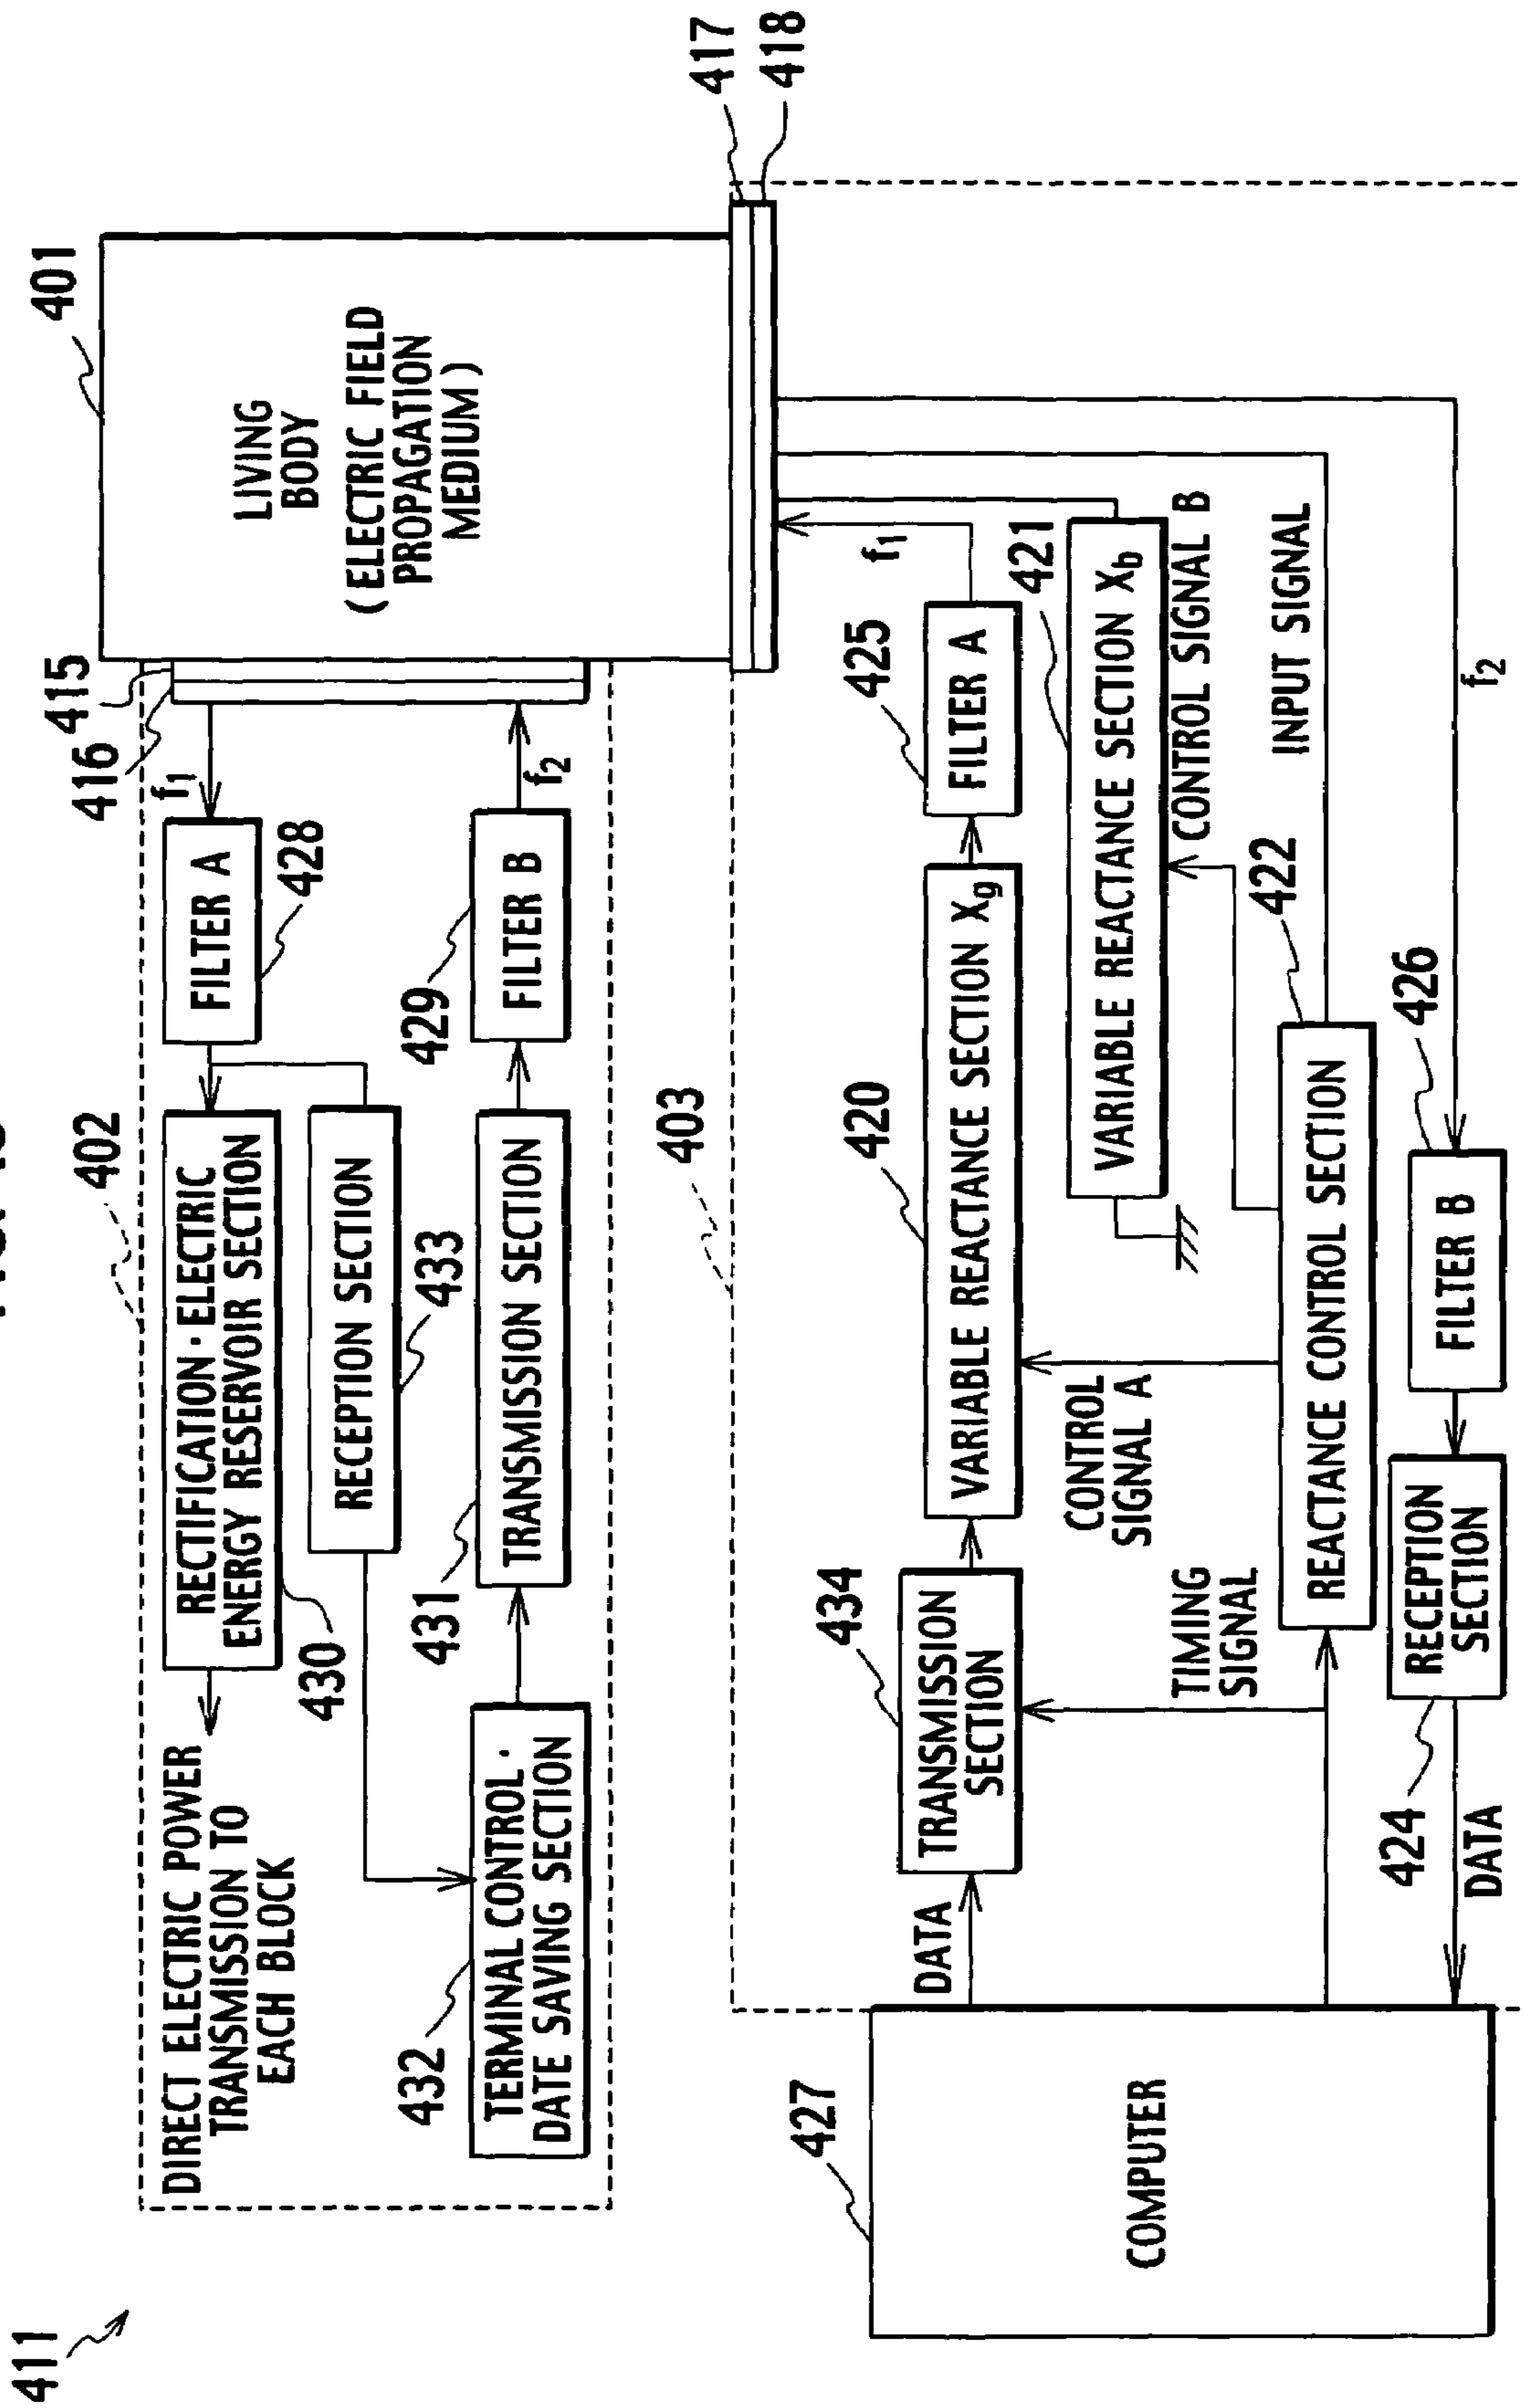 411
402
DIRECT ELECTRIC POWER
TRANSMISSION TO
EACH BLOCK
RECTIFICATION·ELECTRIC
ENERGY RESERVOIR SECTION
430
FILTER A
428
f1
416
415
401
LIVING
BODY
(ELECTRIC FIELD
PROPAGATION
MEDIUM)
RECEPTION SECTION
433
432
TERMINAL CONTROL·
DATE SAVING SECTION
431
TRANSMISSION SECTION
429
FILTER B
f2
417
418
403
427
COMPUTER
DATA
434
TRANSMISSION
SECTION
420
VARIABLE REACTANCE SECTION Xg
425
FILTER A
f1
421
VARIABLE REACTANCE SECTION Xb
CONTROL
SIGNAL A
CONTROL SIGNAL B
TIMING
SIGNAL
422
REACTANCE CONTROL SECTION
INPUT SIGNAL
424
DATA
RECEPTION
SECTION
426
FILTER B
f2